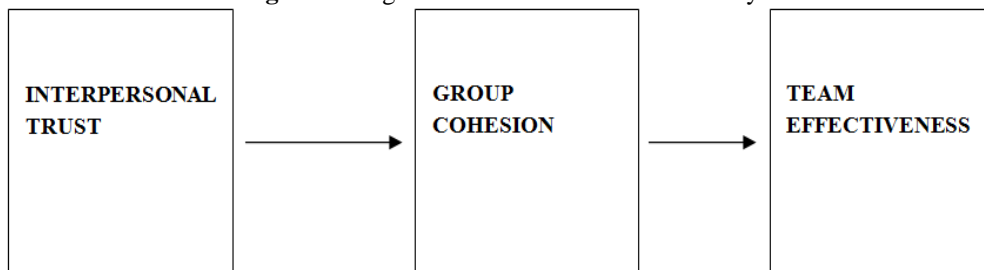 INTERPERSONAL
TRUST
GROUP
COHESION
TEAM
EFFECTIVENESS